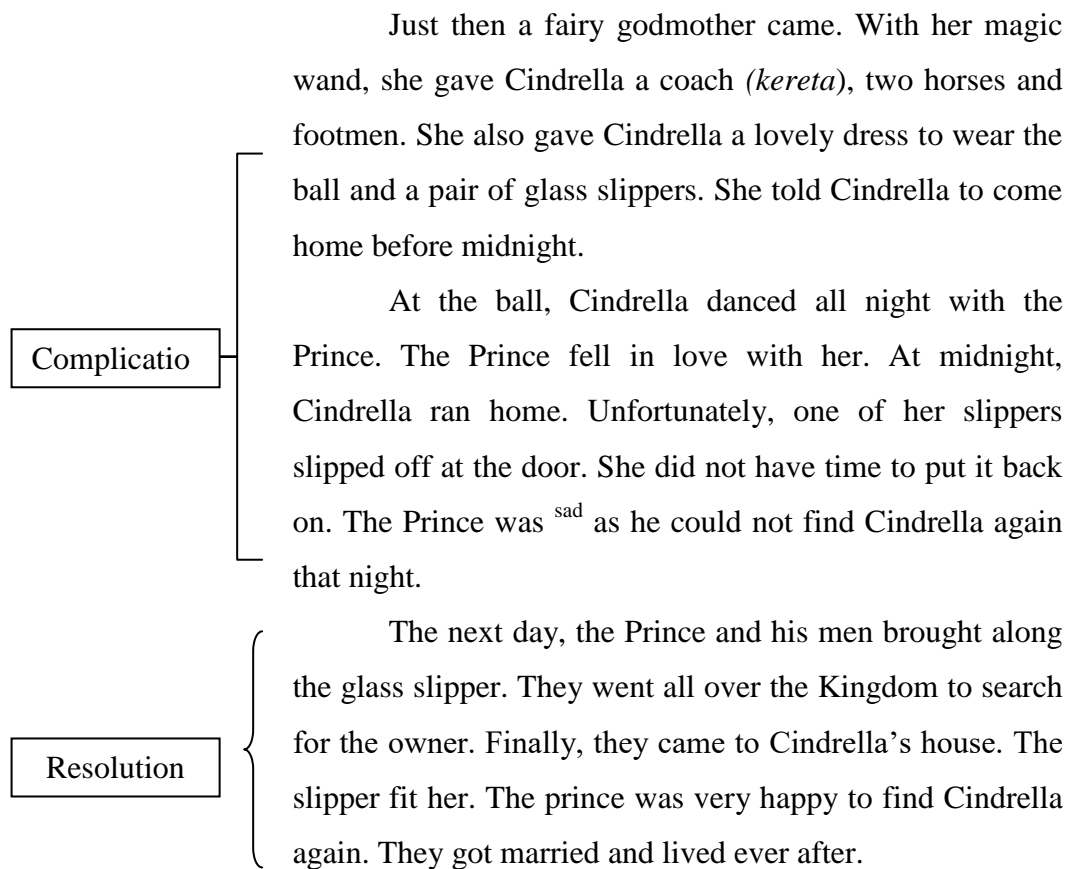 Just then a fairy godmother came. With her magic
wand, she gave Cindrella a coach (kereta), two horses and
footmen. She also gave Cindrella a lovely dress to wear the
ball and a pair of glass slippers. She told Cindrella to come
home before midnight.
At the ball, Cindrella danced all night with the
Complicatio
Prince. The Prince fell in love with her. At midnight,
Cindrella ran home. Unfortunately, one of her slippers
slipped off at the door. She did not have time to put it back
on. The Prince was sad as he could not find Cindrella again
that night.
The next day, the Prince and his men brought along
the glass slipper. They went all over the Kingdom to search
for the owner. Finally, they came to Cindrella’s house. The
Resolution
slipper fit her. The prince was very happy to find Cindrella
again. They got married and lived ever after.